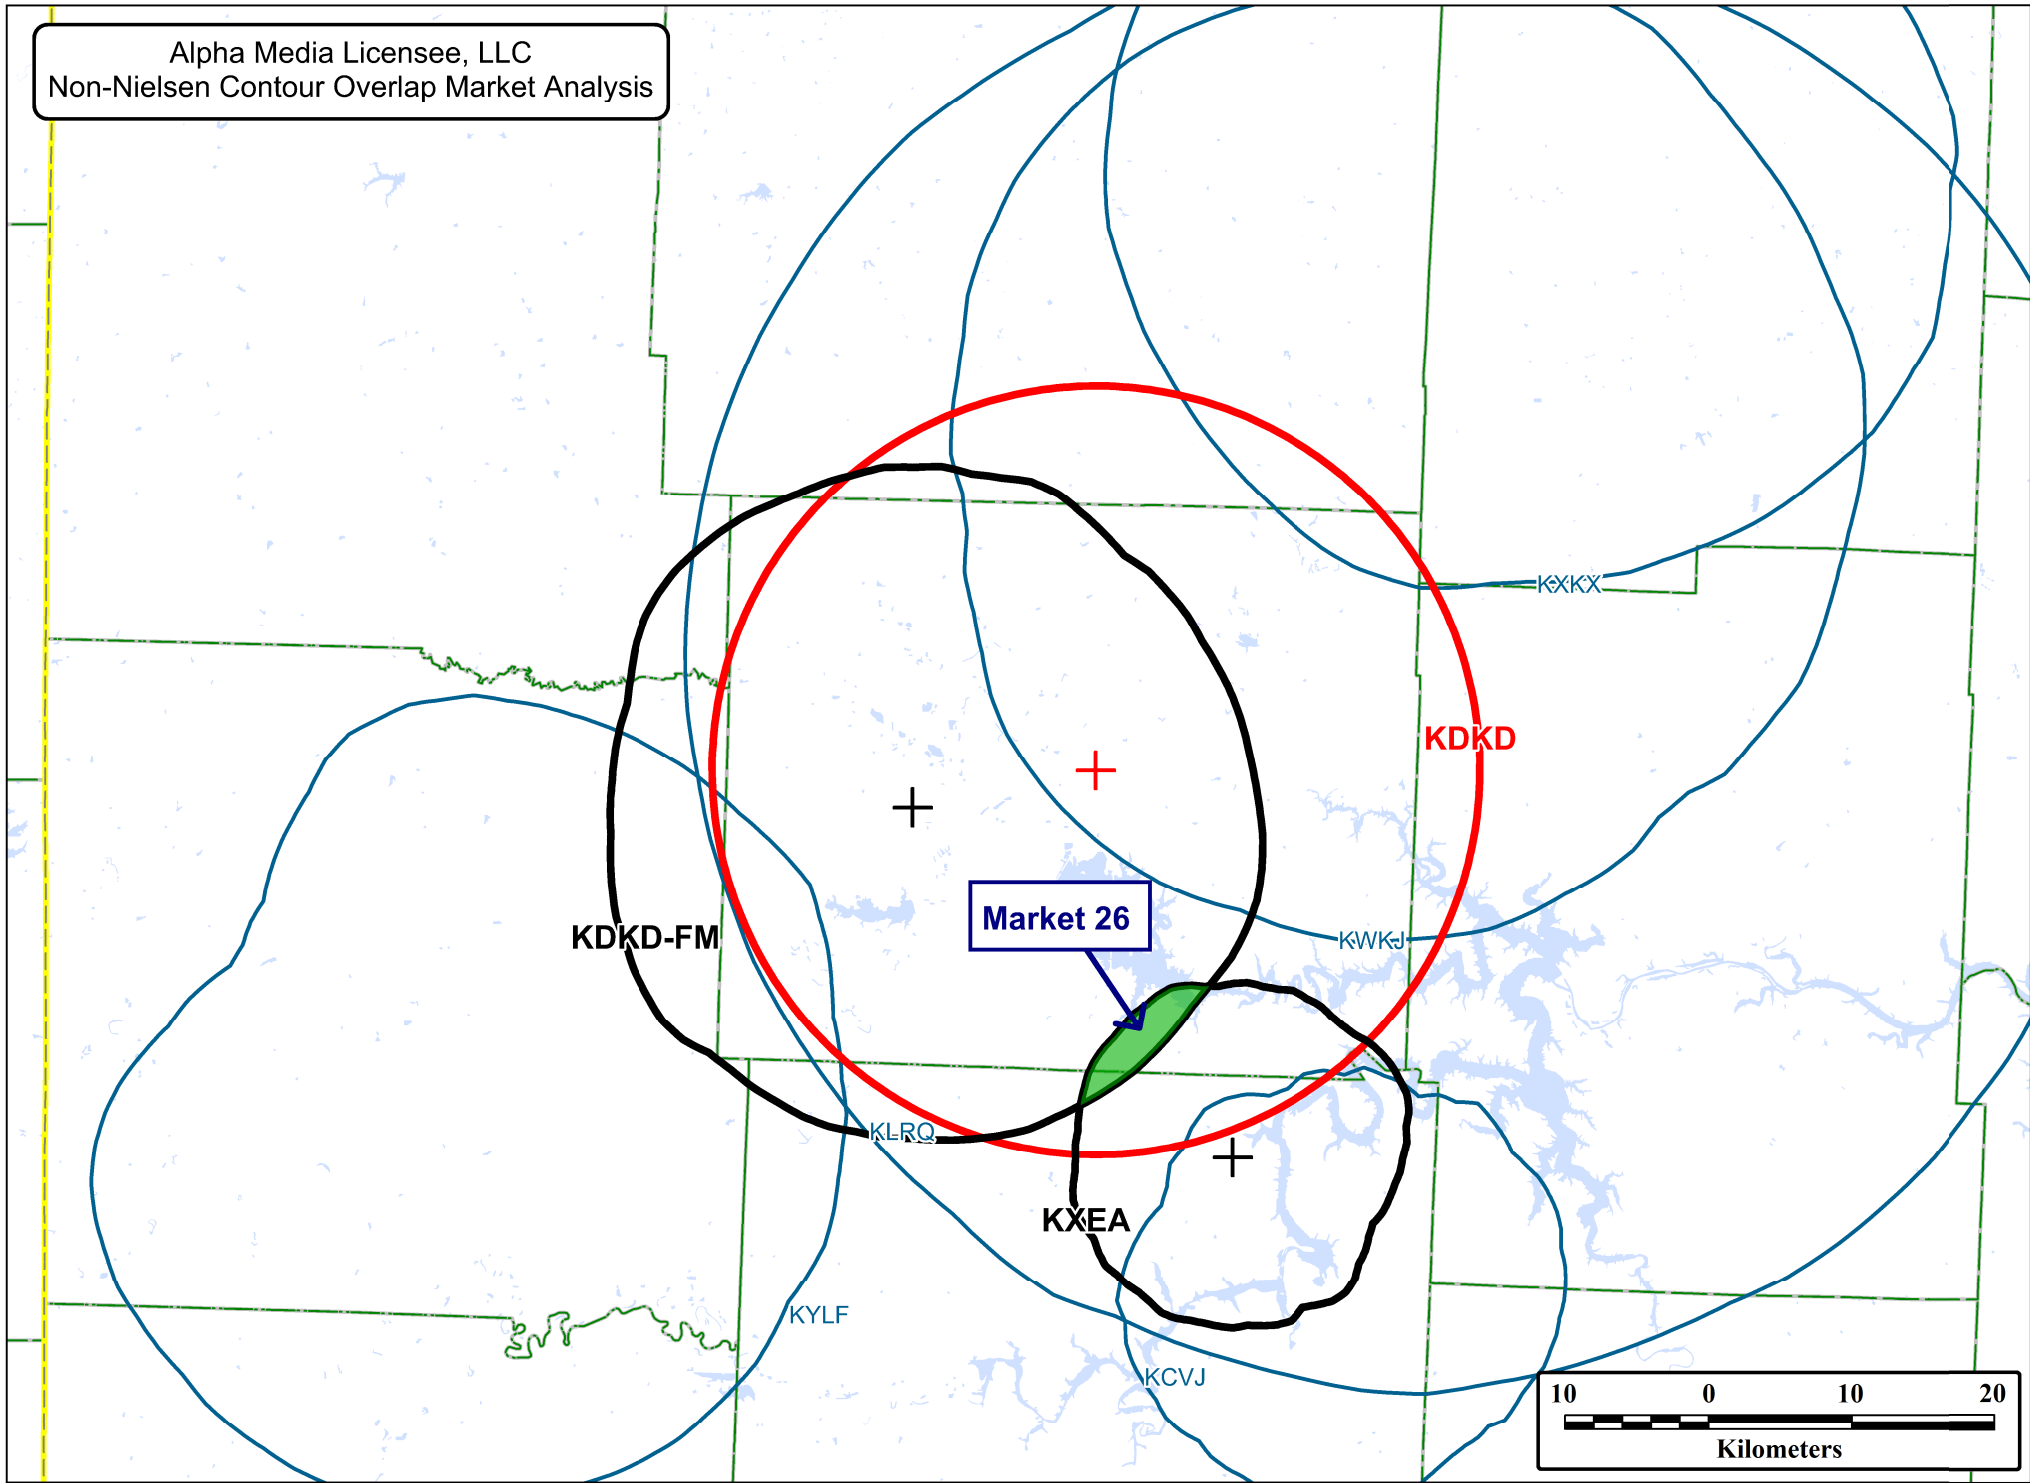 Alpha Media Licensee, LLC
Non-Nielsen Contour Overlap Market Analysis
KXKX
KDKD
KDKD-FM
Market 26
KWKJ
KLRQ
KXEA
KYLF
KCVJ
10 0 10 20
Kilometers